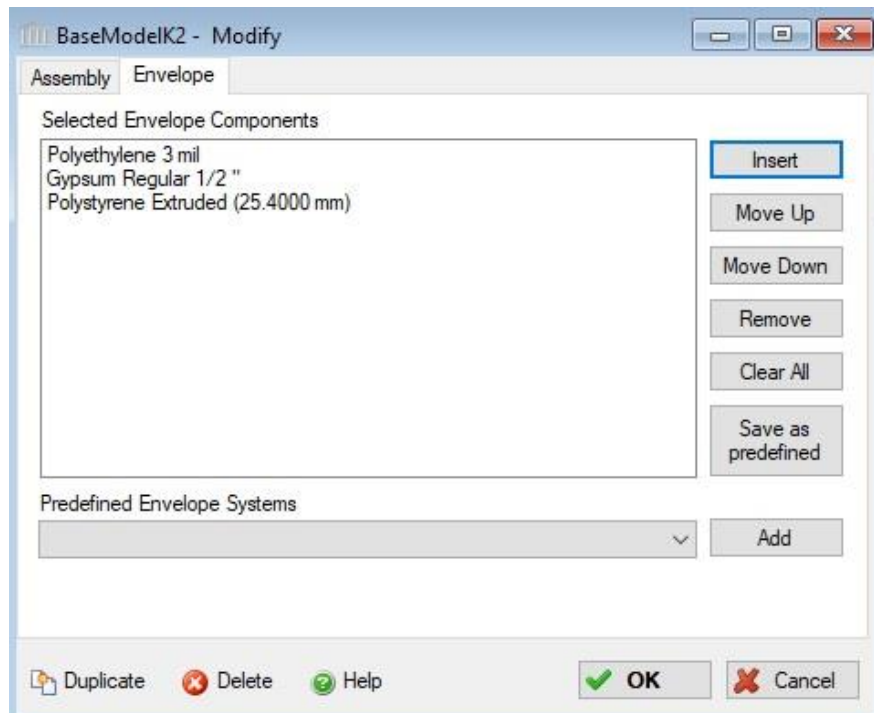 BaseModelK2 - Modify
Assembly Envelope
Selected Envelope Components
Polyethylene 3 mil
Gypsum Regular 1/2 "
Polystyrene Extruded (25.4000 mm)
Insert
Move Up
Move Down
Remove
Clear All
Save as
predefined
Predefined Envelope Systems
Add
Duplicate Delete Help OK Cancel